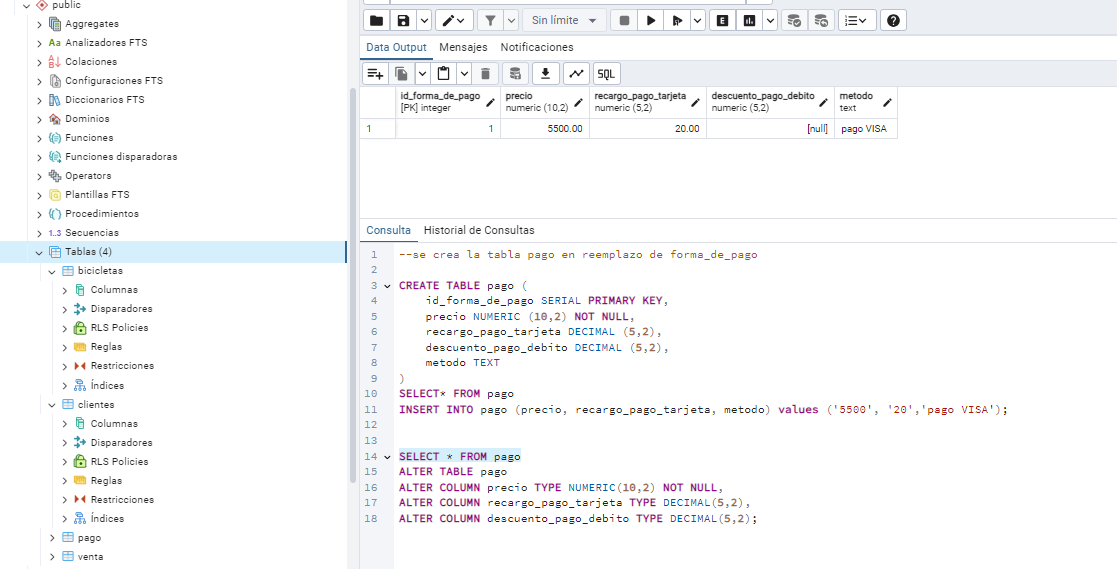 public
Aggregates
Analizadores FTS
Colaciones
Configuraciones FTS
Diccionarios FTS
Dominios
Funciones
Funciones disparadoras
Operators
Plantillas FTS
Procedimientos
1..3 Secuencias
Tablas (4)
bicicletas
Columnas
Disparadores
RLS Policies
Reglas
Restricciones
Índices
clientes
Columnas
Disparadores
RLS Policies
Reglas
Restricciones
Índices
pago
venta
Sin límite
Data Output Mensajes Notificaciones
SQL
id_forma_de_pago precio recargo_pago_tarjeta descuento_pago_debito metodo
[PK] integer numeric (10,2) numeric (5,2) numeric (5,2) text
1 1 5500.00 20.00 [null] pago VISA
Consulta Historial de Consultas
1 --se crea la tabla pago en reemplazo de forma_de_pago
2
3 CREATE TABLE pago (
4 id_forma_de_pago SERIAL PRIMARY KEY,
5 precio NUMERIC (10,2) NOT NULL,
6 recargo_pago_tarjeta DECIMAL (5,2),
7 descuento_pago_debito DECIMAL (5,2),
8 metodo TEXT
9 )
10 SELECT* FROM pago
11 INSERT INTO pago (precio, recargo_pago_tarjeta, metodo) values ('5500', '20','pago VISA');
12
13
14 SELECT * FROM pago
15 ALTER TABLE pago
16 ALTER COLUMN precio TYPE NUMERIC(10,2) NOT NULL,
17 ALTER COLUMN recargo_pago_tarjeta TYPE DECIMAL(5,2),
18 ALTER COLUMN descuento_pago_debito TYPE DECIMAL(5,2);